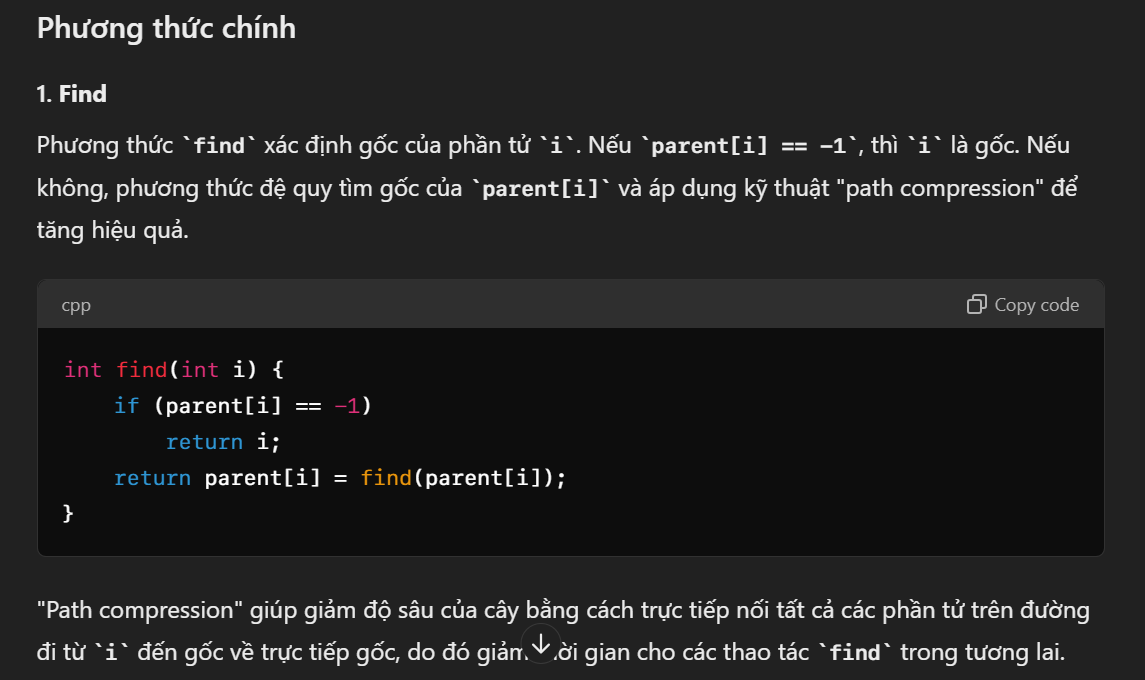 Phương thức chính
1. Find
Phương thức `find` xác định gốc của phần tử `i`. Nếu `parent[i] == -1`, thì `i` là gốc. Nếu
không, phương thức đệ quy tìm gốc của `parent[i]` và áp dụng kỹ thuật "path compression" để
tăng hiệu quả.
cpp
Copy code
int find(int i) {
    if (parent[i] == -1)
        return i;
    return parent[i] = find(parent[i]);
}
"Path compression" giúp giảm độ sâu của cây bằng cách trực tiếp nối tất cả các phần tử trên đường
đi từ `i` đến gốc về trực tiếp gốc, do đó giảm gian cho các thao tác `find` trong tương lai.